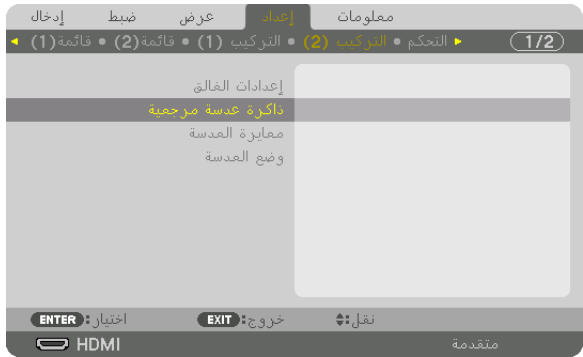 إدخال ضبط عرض إعداد معلومات
قائمة(1) • قائمة(2) • التركيب (1) • التركيب (2) • التحكم (1/2)
إعدادات الغالق
ذاكرة عدسة مرجعية
معايرة العدسة
وضع العدسة
ENTER :اختيار EXIT :خروج نقل:
HDMI متقدمة